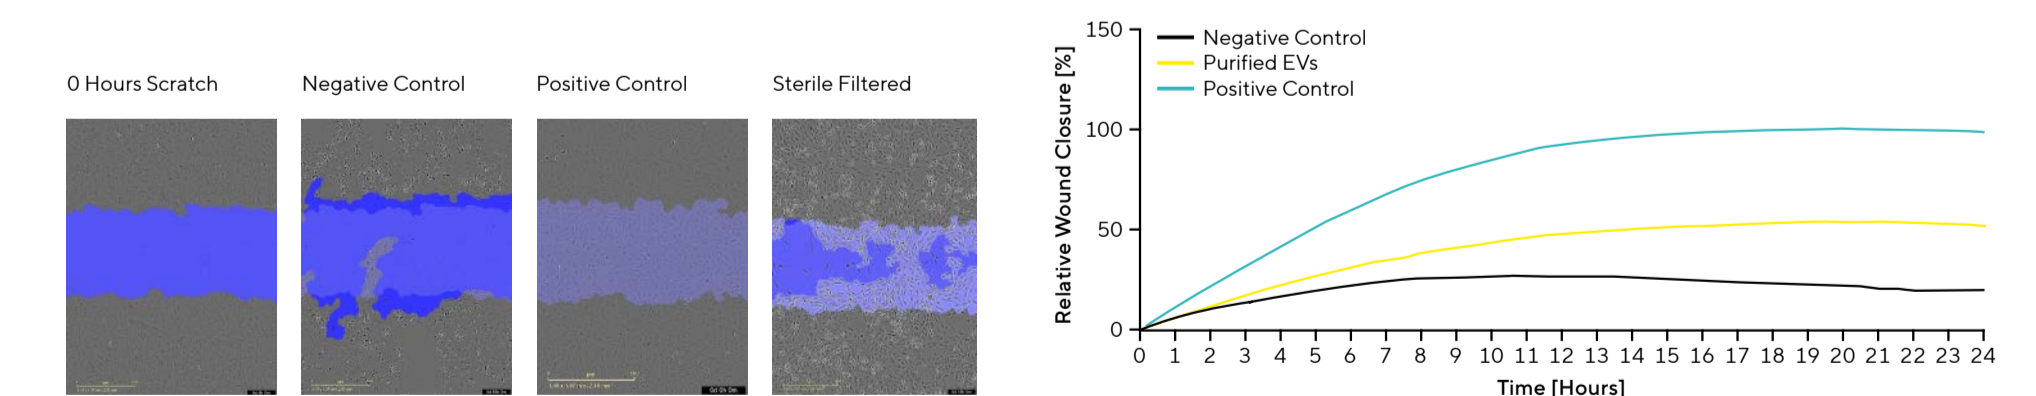 0 Hours Scratch
Negative Control
Positive Control
Sterile Filtered
Relative Wound Closure [%]
150
100
50
0
Negative Control
Purified EVs
Positive Control
0 1 2 3 4 5 6 7 8 9 10 11 12 13 14 15 16 17 18 19 20 21 22 23 24
Time [Hours]